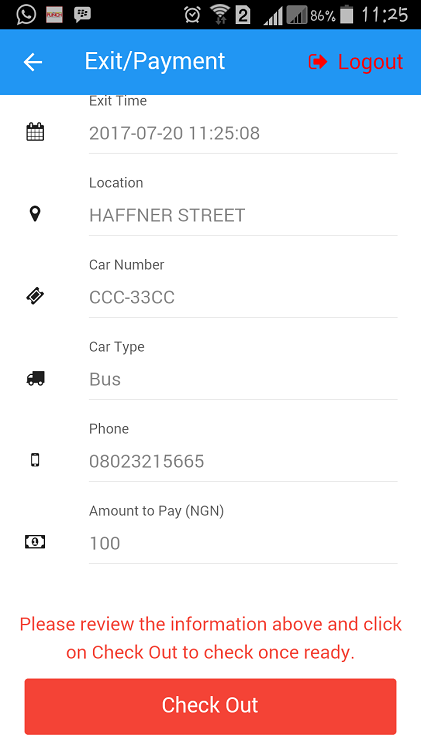 2 86% 11:25
Exit/Payment Logout
Exit Time
2017-07-20 11:25:08
Location
HAFFNER STREET
Car Number
CCC-33CC
Car Type
Bus
Phone
08023215665
Amount to Pay (NGN)
100
Please review the information above and click
on Check Out to check once ready.
Check Out